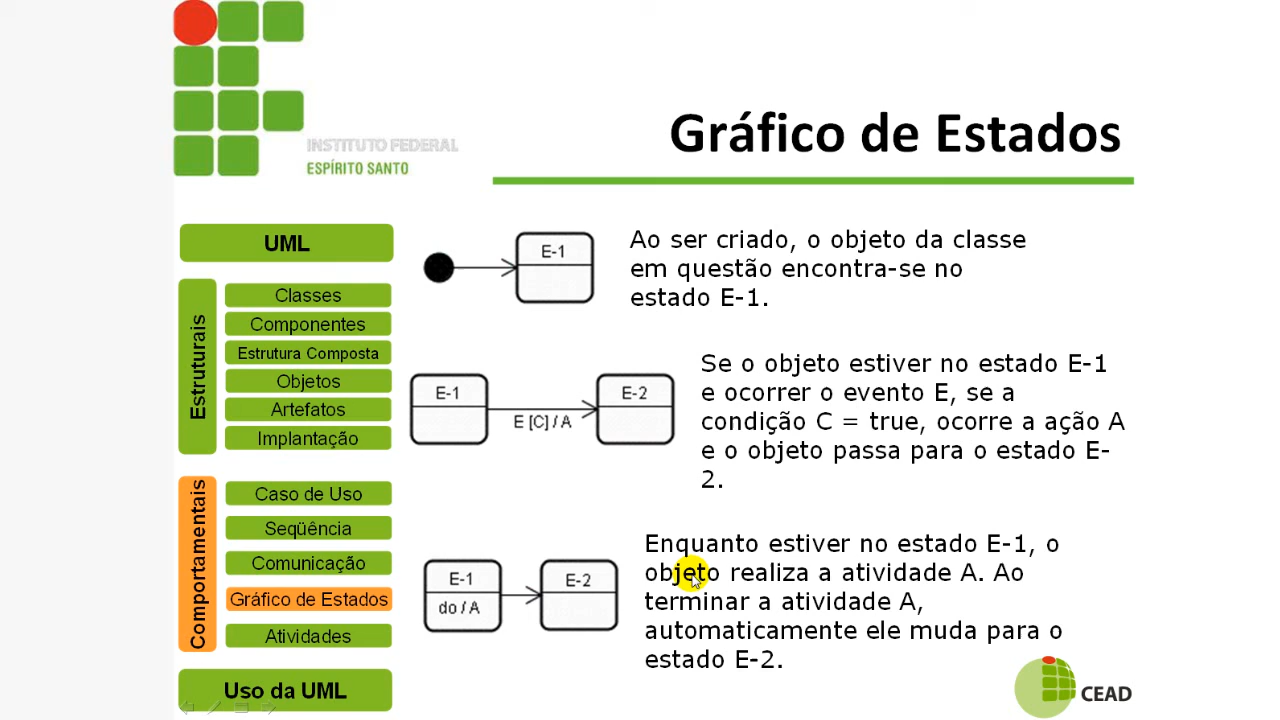 INSTITUTO FEDERAL
ESPÍRITO SANTO
Gráfico de Estados
UML
Estruturais
Classes
Componentes
Estrutura Composta
Objetos
Artefatos
Implantação
Comportamentais
Caso de Uso
Seqüência
Comunicação
Gráfico de Estados
Atividades
Uso da UML
E-1
Ao ser criado, o objeto da classe
em questão encontra-se no
estado E-1.
E-1
E [C] / A
E-2
Se o objeto estiver no estado E-1
e ocorrer o evento E, se a
condição C = true, ocorre a ação A
e o objeto passa para o estado E-
2.
E-1
do / A
E-2
Enquanto estiver no estado E-1, o
objeto realiza a atividade A. Ao
terminar a atividade A,
automaticamente ele muda para o
estado E-2.
CEAD